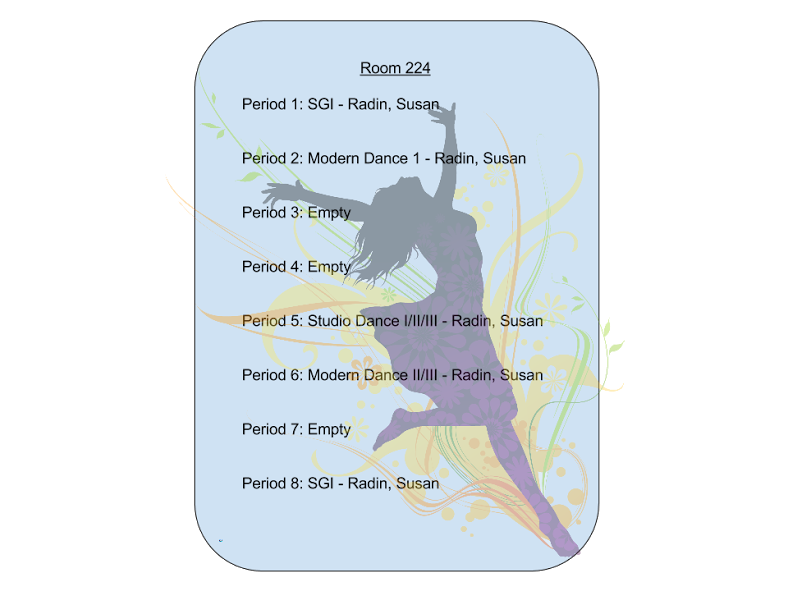 Room 224
Period 1: SGI - Radin, Susan
Period 2: Modern Dance 1 - Radin, Susan
Period 3: Empty
Period 4: Empty
Period 5: Studio Dance I/II/III - Radin, Susan
Period 6: Modern Dance II/III - Radin, Susan
Period 7: Empty
Period 8: SGI - Radin, Susan